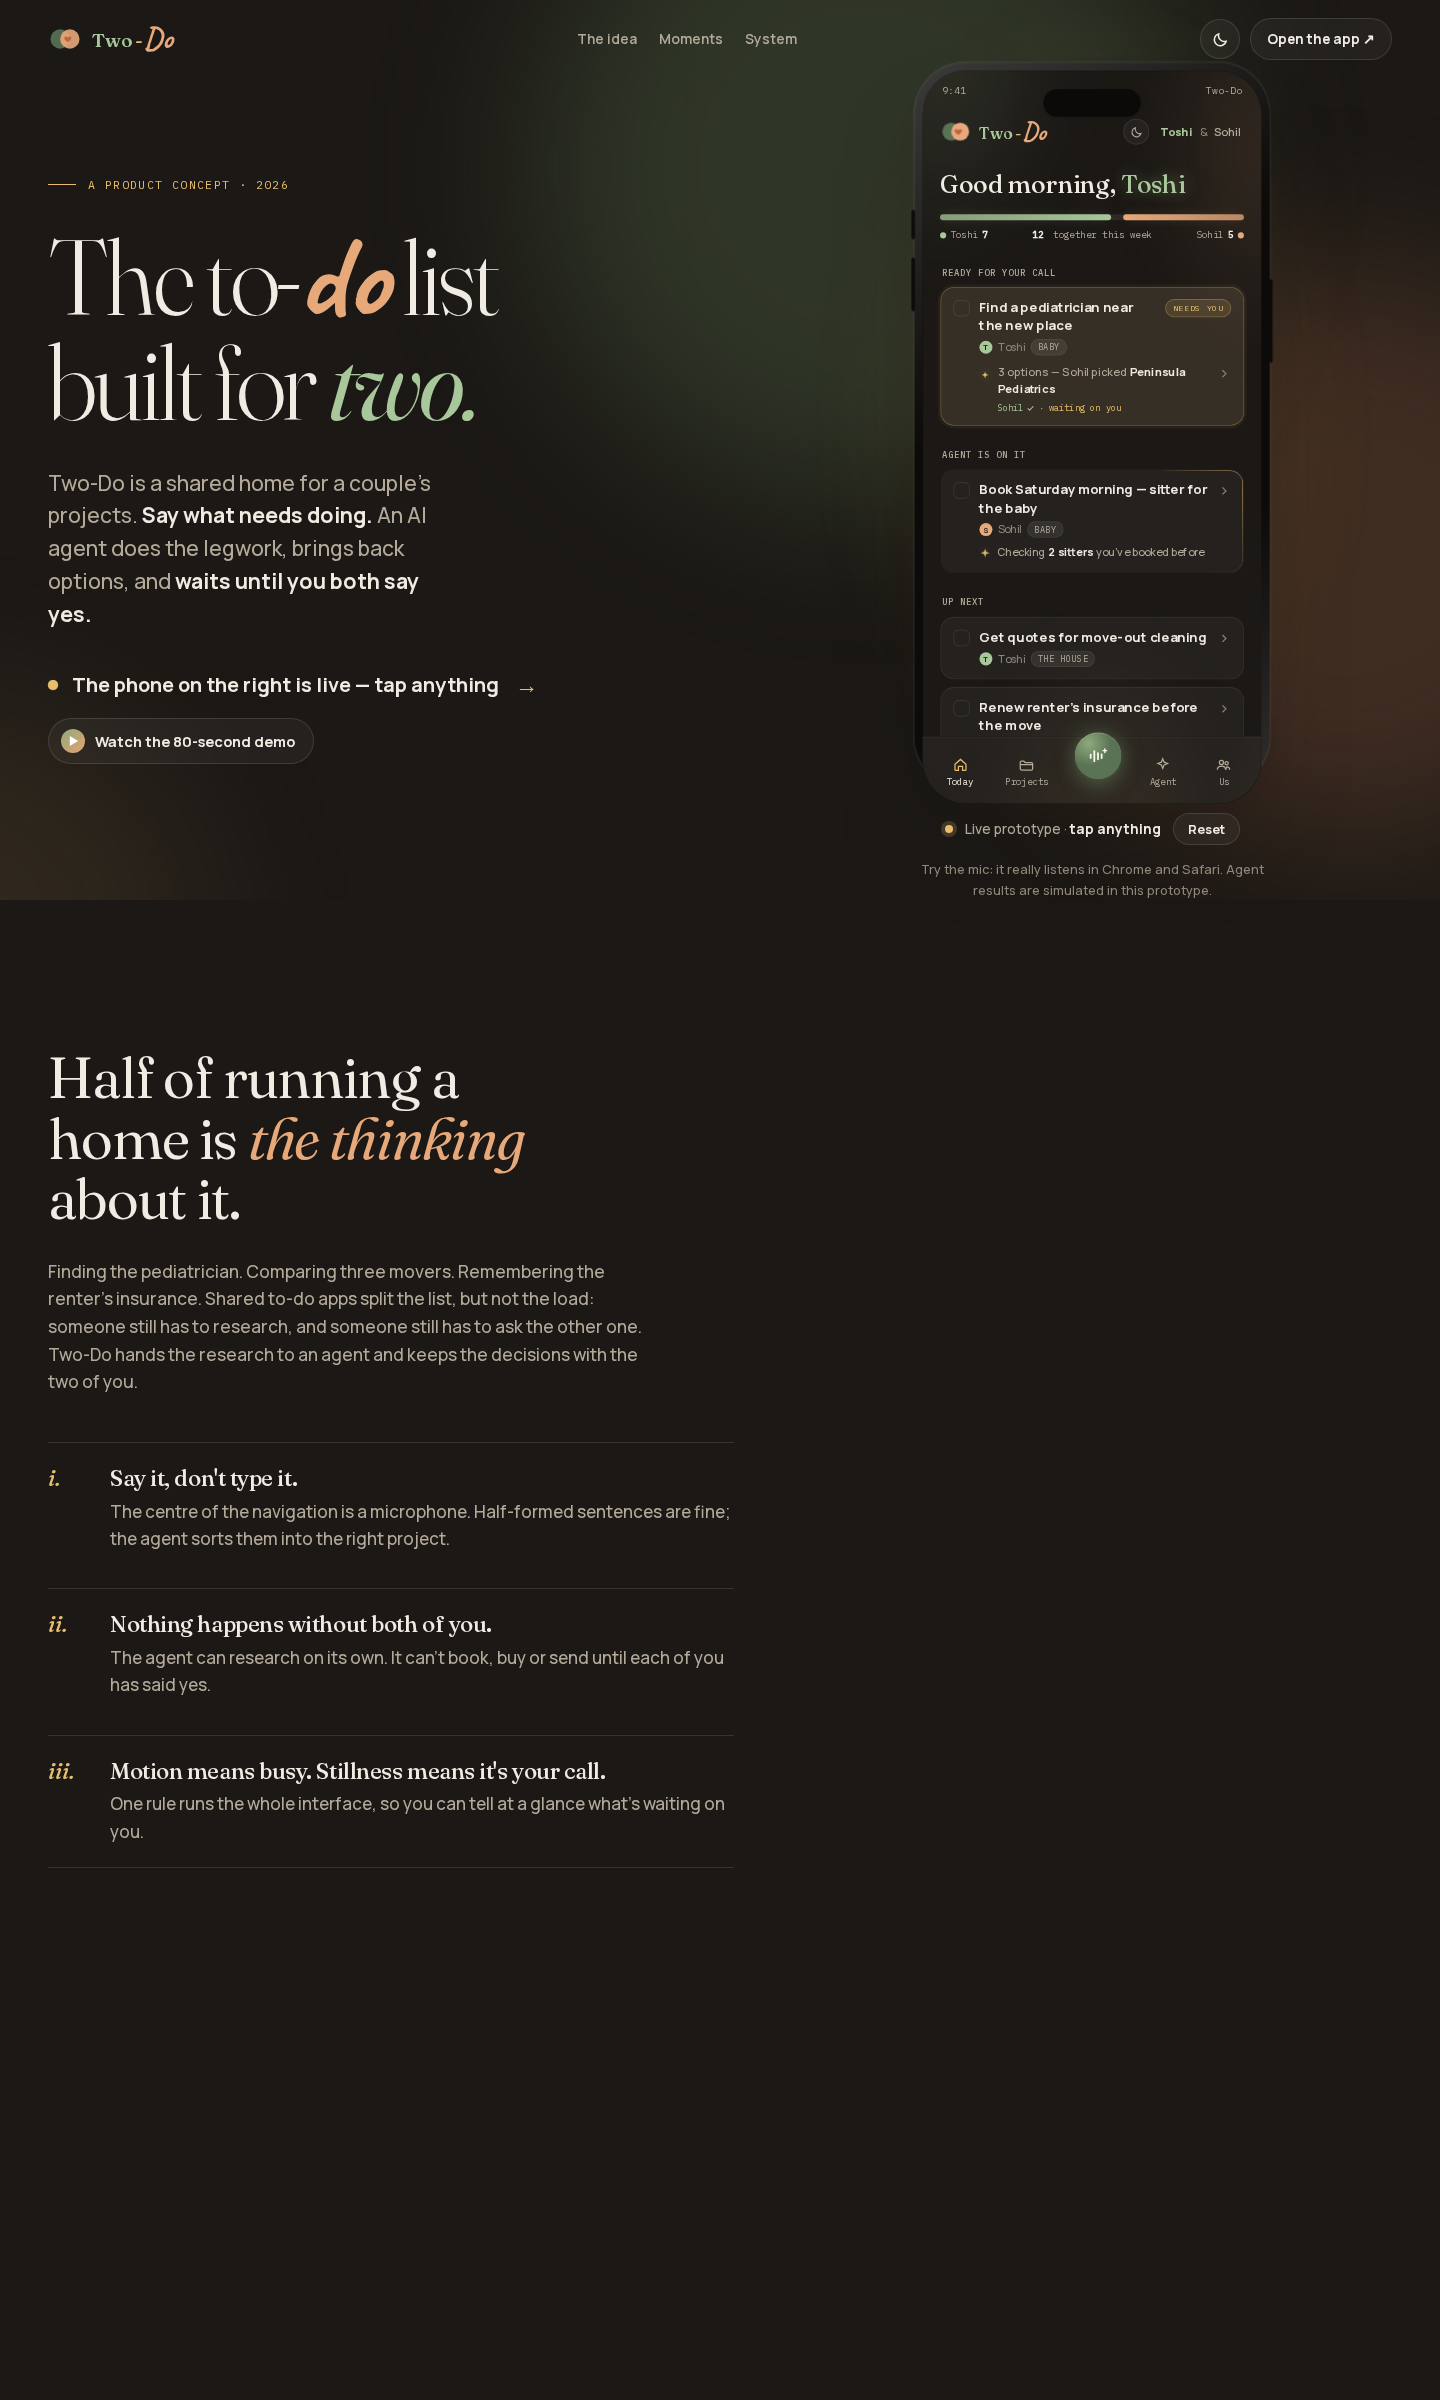 Two-Do
The idea
Moments
System
Open the app ↗
A PRODUCT CONCEPT · 2026
The to-do list
built for two.
Two-Do is a shared home for a couple’s
projects. Say what needs doing. An AI
agent does the legwork, brings back
options, and waits until you both say
yes.
The phone on the right is live — tap anything →
Watch the 80-second demo
9:41
Two-Do
Two-Do
Toshi & Sohil
Good morning, Toshi
Toshi 7
12 together this week
Sohil 5
READY FOR YOUR CALL
Find a pediatrician near
the new place
NEEDS YOU
T Toshi BABY
3 options — Sohil picked Peninsula
Pediatrics
Sohil ✓ · waiting on you
AGENT IS ON IT
Book Saturday morning — sitter for
the baby
S Sohil BABY
Checking 2 sitters you’ve booked before
UP NEXT
Get quotes for move-out cleaning
T Toshi THE HOUSE
Renew renter’s insurance before
the move
Today
Projects
Agent
Us
Live prototype · tap anything
Reset
Try the mic: it really listens in Chrome and Safari. Agent
results are simulated in this prototype.
Half of running a
home is the thinking
about it.
Finding the pediatrician. Comparing three movers. Remembering the
renter’s insurance. Shared to-do apps split the list, but not the load:
someone still has to research, and someone still has to ask the other one.
Two-Do hands the research to an agent and keeps the decisions with the
two of you.
i.
Say it, don't type it.
The centre of the navigation is a microphone. Half-formed sentences are fine;
the agent sorts them into the right project.
ii.
Nothing happens without both of you.
The agent can research on its own. It can’t book, buy or send until each of you
has said yes.
iii.
Motion means busy. Stillness means it's your call.
One rule runs the whole interface, so you can tell at a glance what’s waiting on
you.